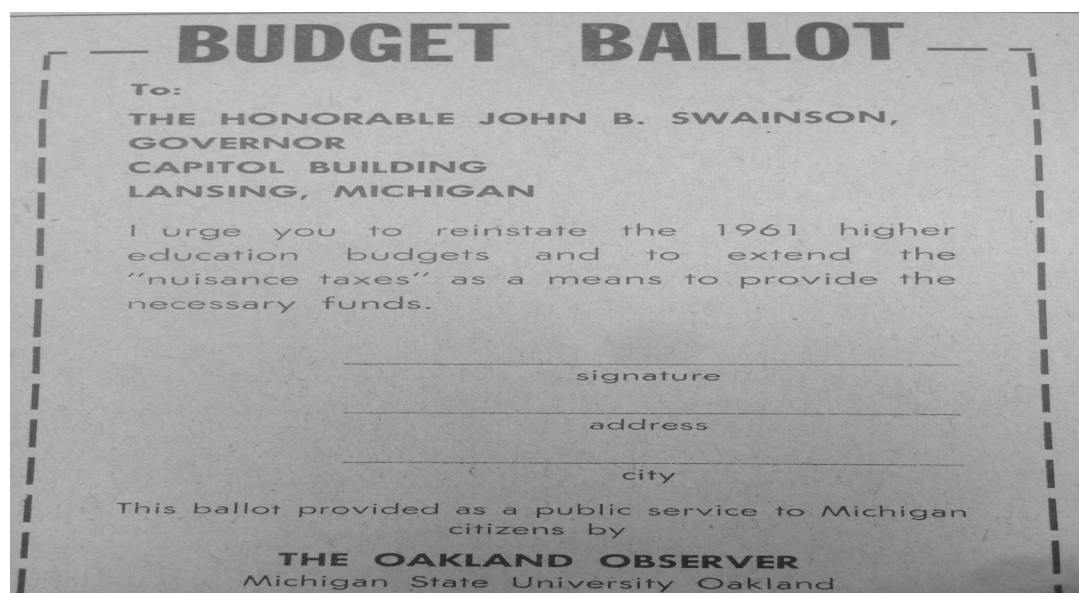 BUDGET BALLOT
To:
THE HONORABLE JOHN B. SWAINSON,
GOVERNOR
CAPITOL BUILDING
LANSING, MICHIGAN
I urge you to reinstate the 1961 higher
education budgets and to extend the
"nuisance taxes" as a means to provide the
necessary funds.
signature
address
city
This ballot provided as a public service to Michigan
citizens by
THE OAKLAND OBSERVER
Michigan State University Oakland